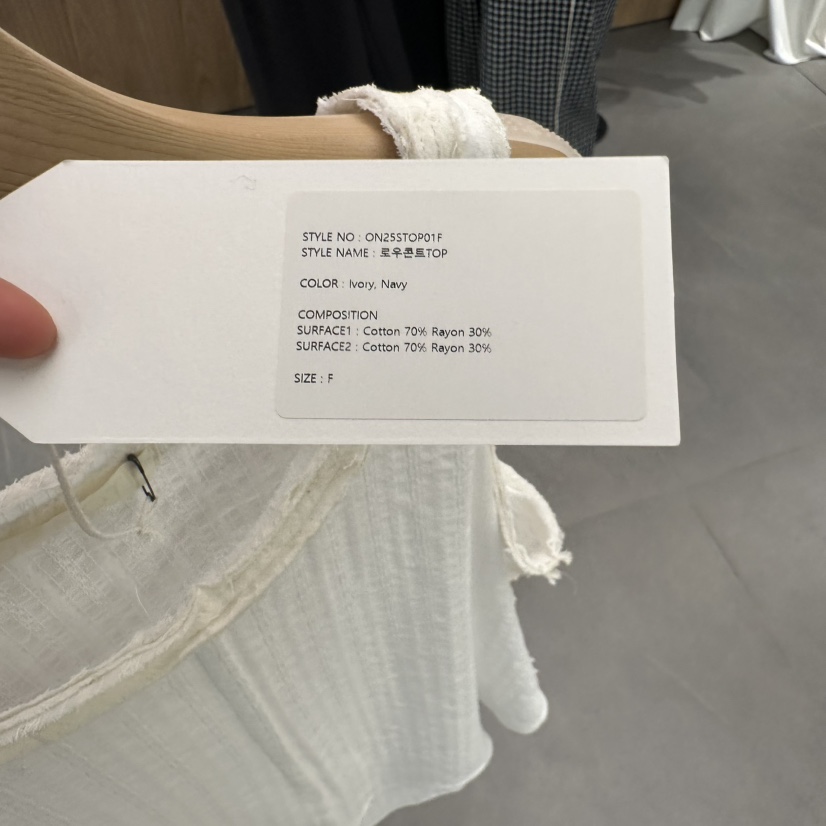 STYLE NO : ON25STOP01F
STYLE NAME : 로우콘트TOP
COLOR : Ivory, Navy
COMPOSITION
SURFACE1 : Cotton 70% Rayon 30%
SURFACE2 : Cotton 70% Rayon 30%
SIZE : F